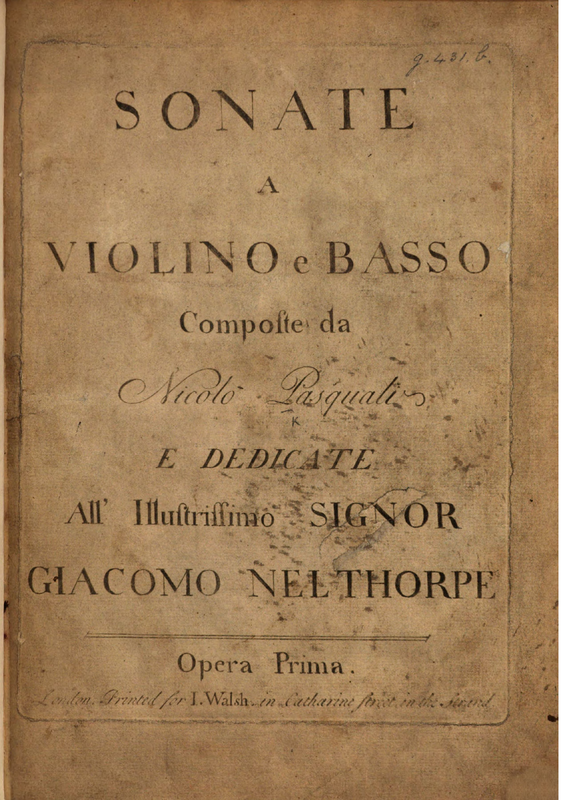 g.431.b.
SONATE
A
VIOLINO e BASSO
Compoſte da
Nicolò Pasquali
K
E DEDICATE
All' Illuſtriſſimo SIGNOR
GIACOMO NELTHORPE
Opera Prima.
London. Printed for I. Walsh in Catharine ſtreet in the Strand